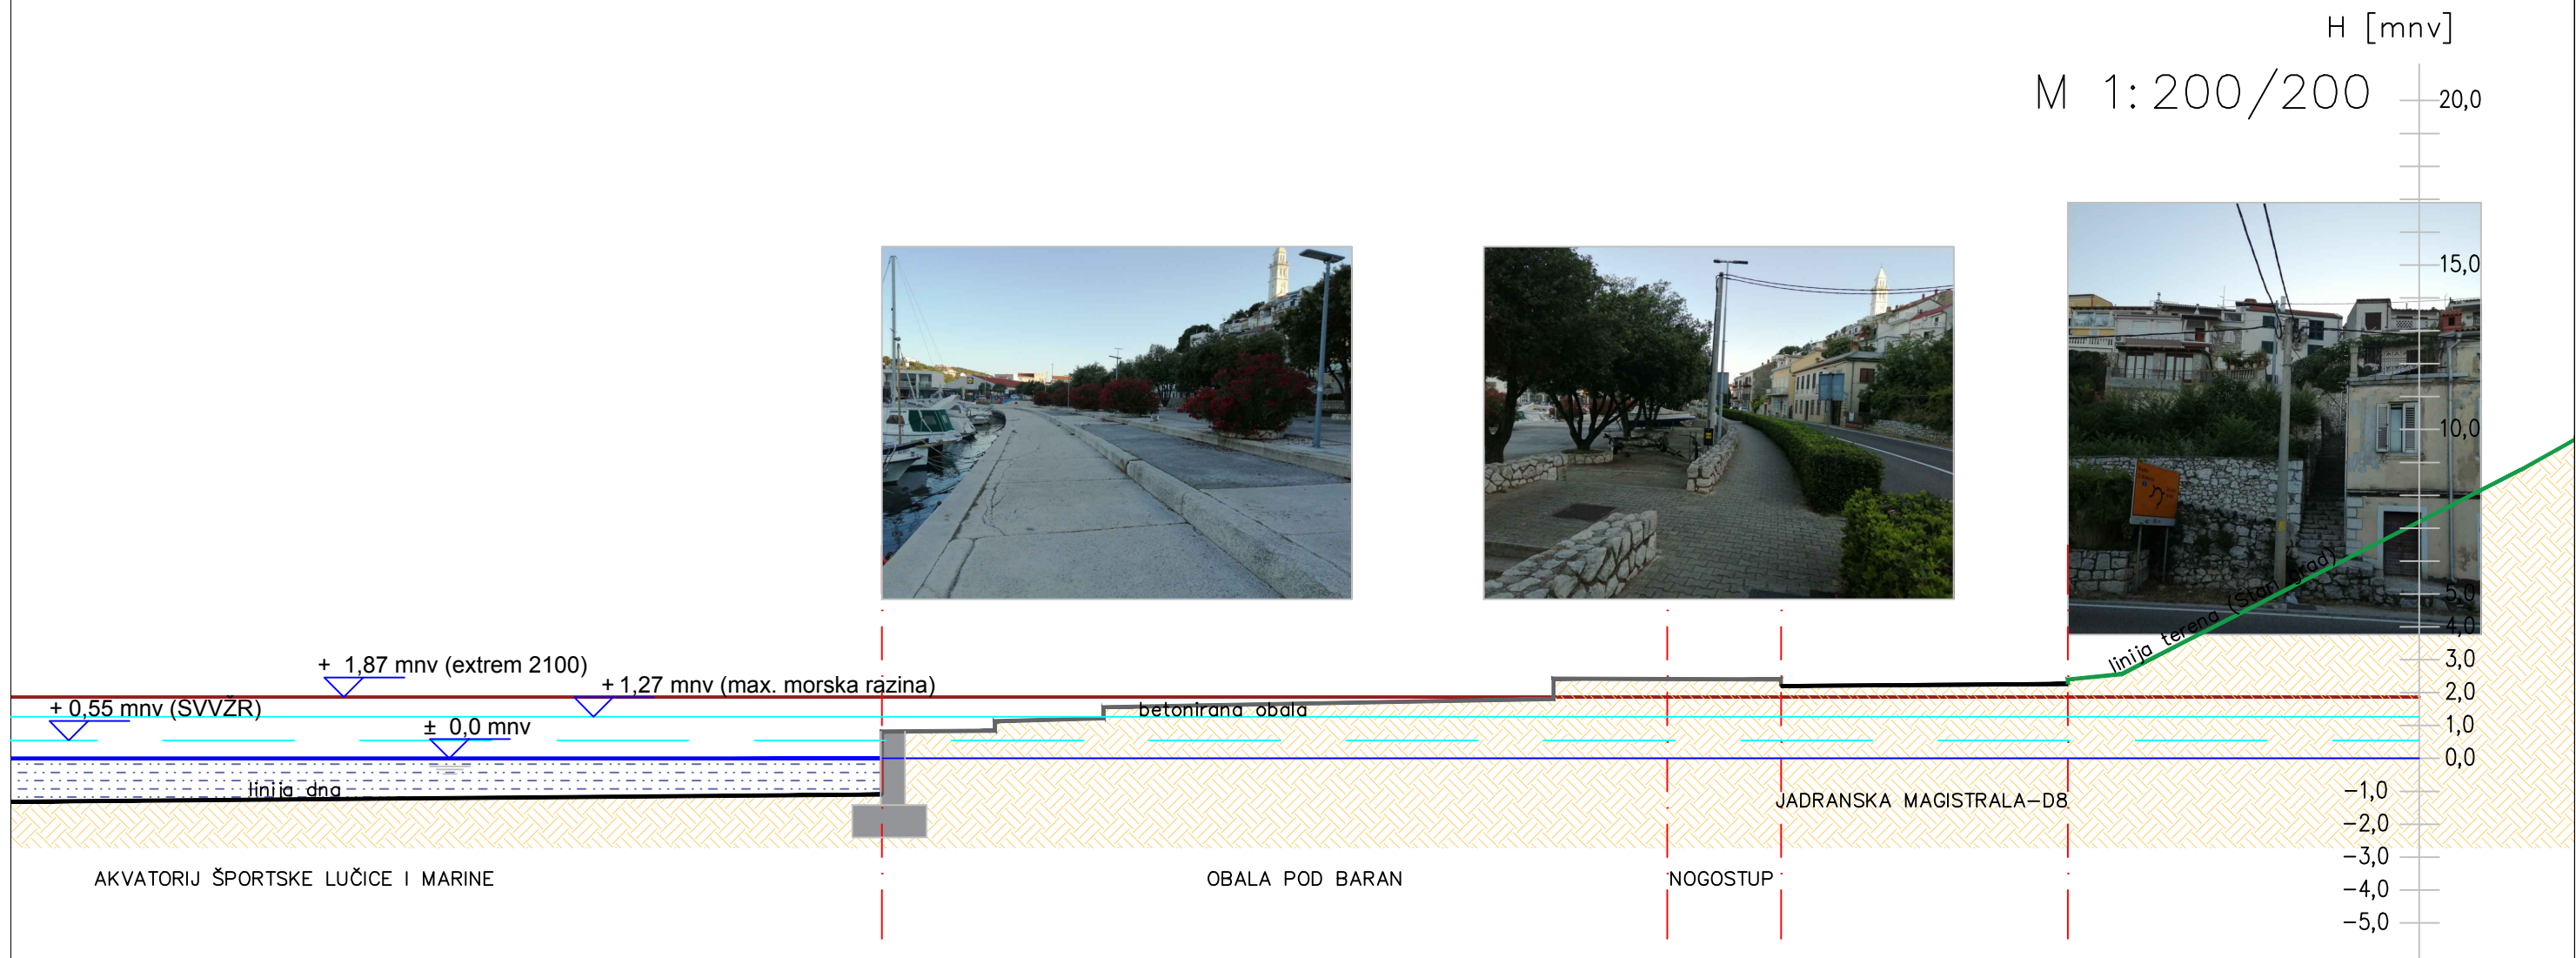 H [mnv]
M 1:200/200
20,0
15,0
10,0
5,0
4,0
3,0
2,0
1,0
0,0
-1,0
-2,0
-3,0
-4,0
-5,0
+ 1,87 mnv (extrem 2100)
+ 1,27 mnv (max. morska razina)
+ 0,55 mnv (SVVŽR)
± 0,0 mnv
linija dna
betonirana obala
linija terena (Stari grad)
JADRANSKA MAGISTRALA-D8
AKVATORIJ ŠPORTSKE LUČICE I MARINE
OBALA POD BARAN
NOGOSTUP